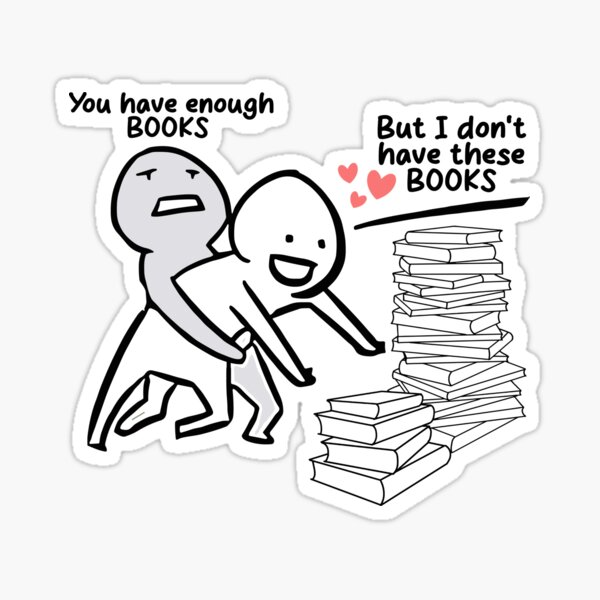 You have enough
BOOKS
But I don't
have these
BOOKS